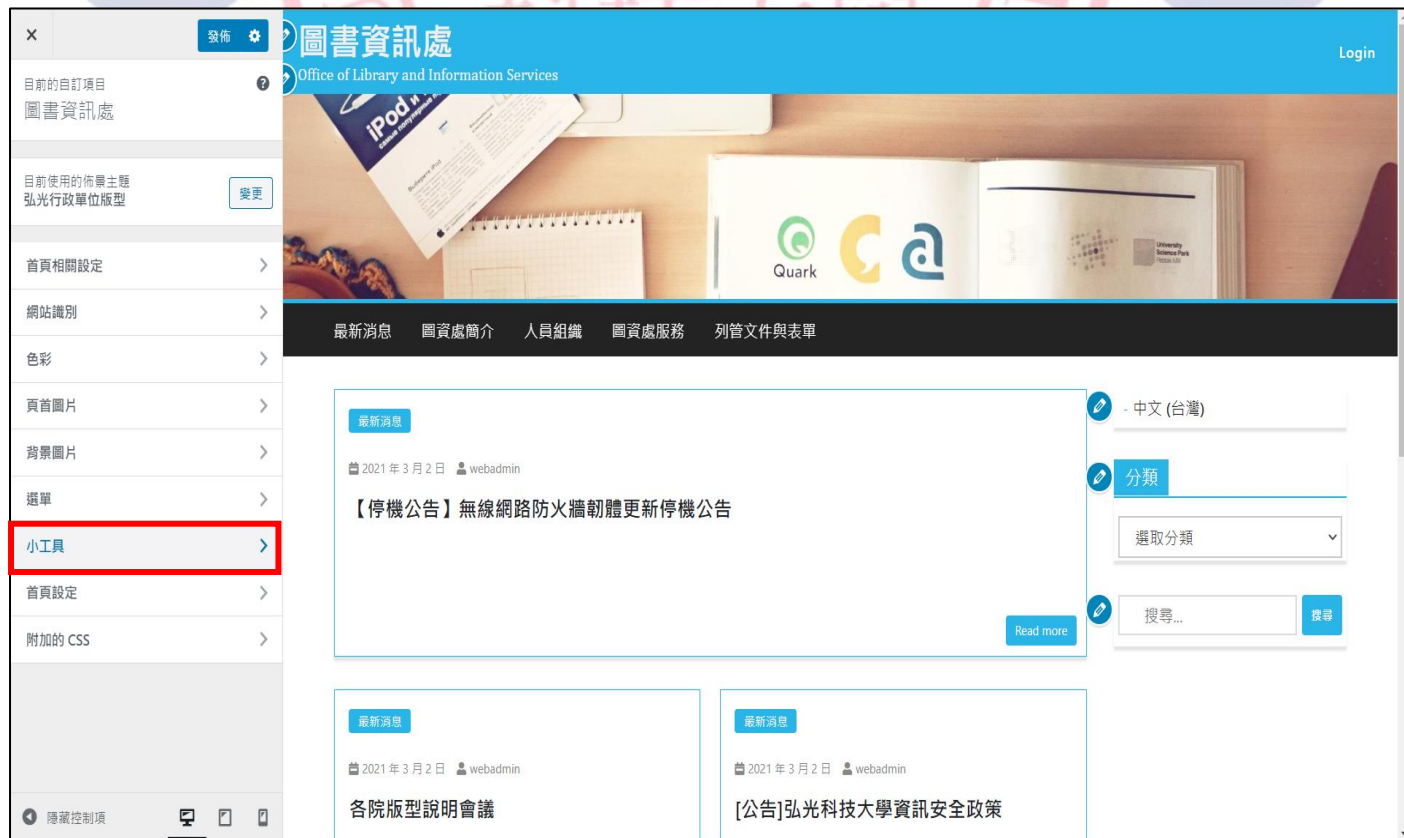 發佈
目前的自訂項目
圖書資訊處
目前使用的佈景主題
弘光行政單位版型
變更
首頁相關設定
網站識別
色彩
頁首圖片
背景圖片
選單
小工具
首頁設定
附加的 CSS
隱藏控制項
圖書資訊處
Office of Library and Information Services
Login
iPod
Quark
University
Science Park
最新消息 圖資處簡介 人員組織 圖資處服務 列管文件與表單
最新消息
2021 年 3 月 2 日 webadmin
【停機公告】無線網路防火牆韌體更新停機公告
Read more
- 中文 (台灣)
分類
選取分類
搜尋... 搜尋
最新消息
2021 年 3 月 2 日 webadmin
各院版型說明會議
最新消息
2021 年 3 月 2 日 webadmin
[公告]弘光科技大學資訊安全政策